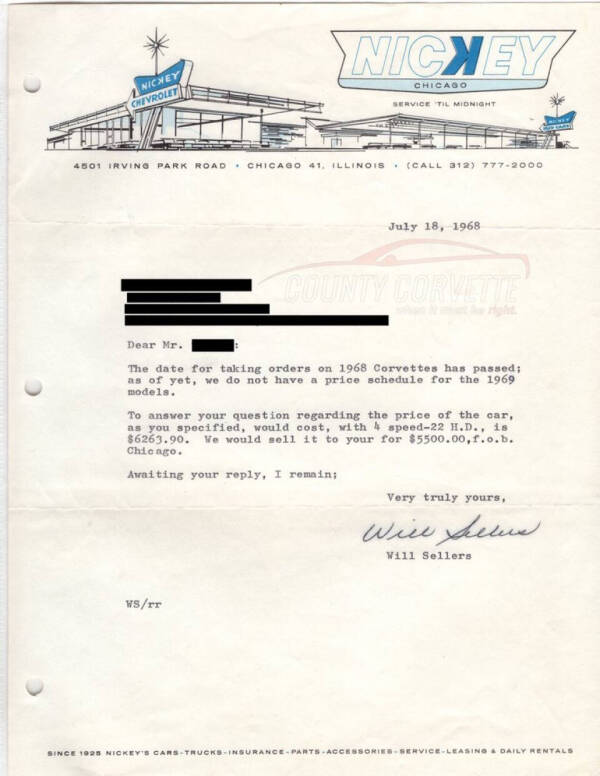 NICKEY
CHEVROLET
NICKEY
CHICAGO
SERVICE 'TIL MIDNIGHT
NICKEY
4501 IRVING PARK ROAD • CHICAGO 41, ILLINOIS • (CALL 312) 777-2000
July 18, 1968
COUNTY CORVETTE
when it must be right.
Dear Mr. :
The date for taking orders on 1968 Corvettes has passed;
as of yet, we do not have a price schedule for the 1969
models.
To answer your question regarding the price of the car,
as you specified, would cost, with 4 speed-22 H.D., is
$6263.90. We would sell it to your for $5500.00,f.o.b.
Chicago.
Awaiting your reply, I remain;
Very truly yours,
Will Sellers
Will Sellers
WS/rr
SINCE 1925 NICKEY'S CARS-TRUCKS-INSURANCE-PARTS-ACCESSORIES-SERVICE-LEASING & DAILY RENTALS